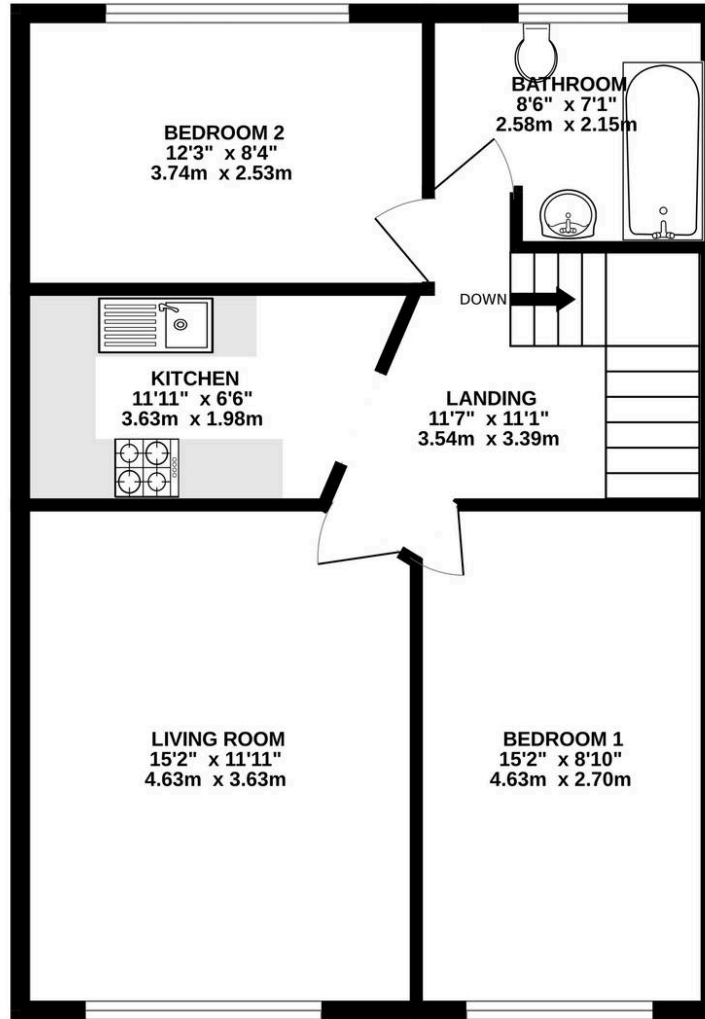 BEDROOM 2
12'3" x 8'4"
3.74m x 2.53m
BATHROOM
8'6" x 7'1"
2.58m x 2.15m
DOWN
KITCHEN
11'11" x 6'6"
3.63m x 1.98m
LANDING
11'7" x 11'1"
3.54m x 3.39m
LIVING ROOM
15'2" x 11'11"
4.63m x 3.63m
BEDROOM 1
15'2" x 8'10"
4.63m x 2.70m